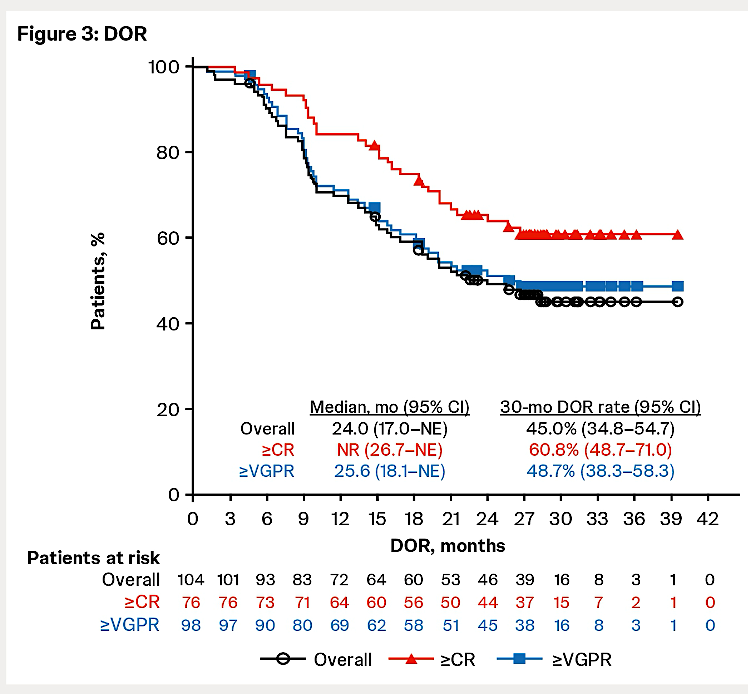 Figure 3: DOR
100
80
60
40
20
0
Patients, %
Median, mo (95% CI) 30-mo DOR rate (95% CI)
Overall 24.0 (17.0–NE) 45.0% (34.8–54.7)
≥CR NR (26.7–NE) 60.8% (48.7–71.0)
≥VGPR 25.6 (18.1–NE) 48.7% (38.3–58.3)
0 3 6 9 12 15 18 21 24 27 30 33 36 39 42
DOR, months
Patients at risk
Overall 104 101 93 83 72 64 60 53 46 39 16 8 3 1 0
≥CR 76 76 73 71 64 60 56 50 44 37 15 7 2 1 0
≥VGPR 98 97 90 80 69 62 58 51 45 38 16 8 3 1 0
Overall ≥CR ≥VGPR